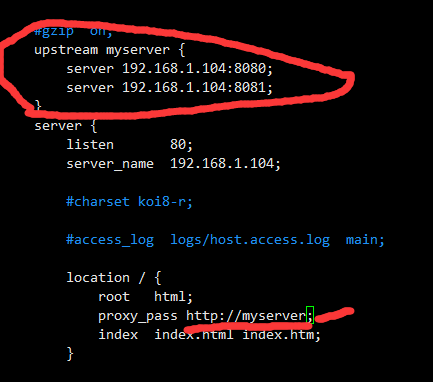 #gzip  on;
upstream myserver {
    server 192.168.1.104:8080;
    server 192.168.1.104:8081;
}
server {
    listen       80;
    server_name  192.168.1.104;

    #charset koi8-r;

    #access_log  logs/host.access.log  main;

    location / {
        root   html;
        proxy_pass http://myserver;
        index  index.html index.htm;
    }